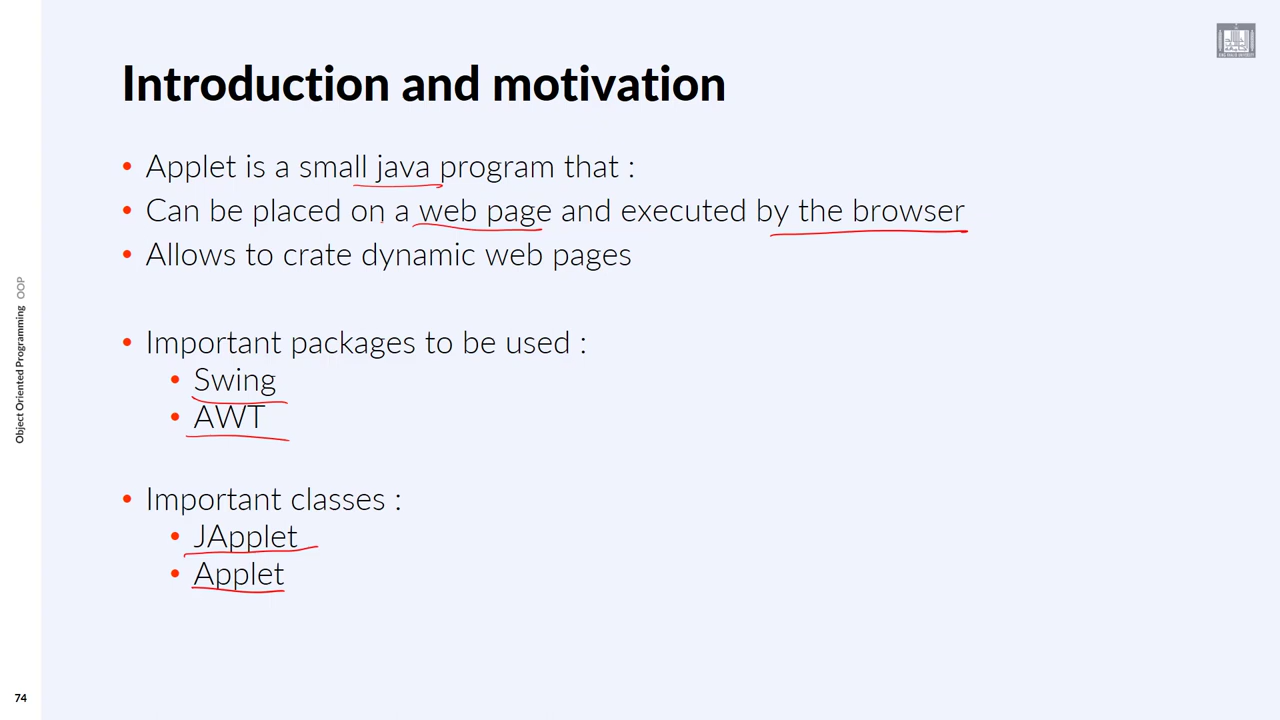 Introduction and motivation
• Applet is a small java program that :
• Can be placed on a web page and executed by the browser
• Allows to crate dynamic web pages
• Important packages to be used :
• Swing
• AWT
• Important classes :
• JApplet
• Applet
Object Oriented Programming OOP
74